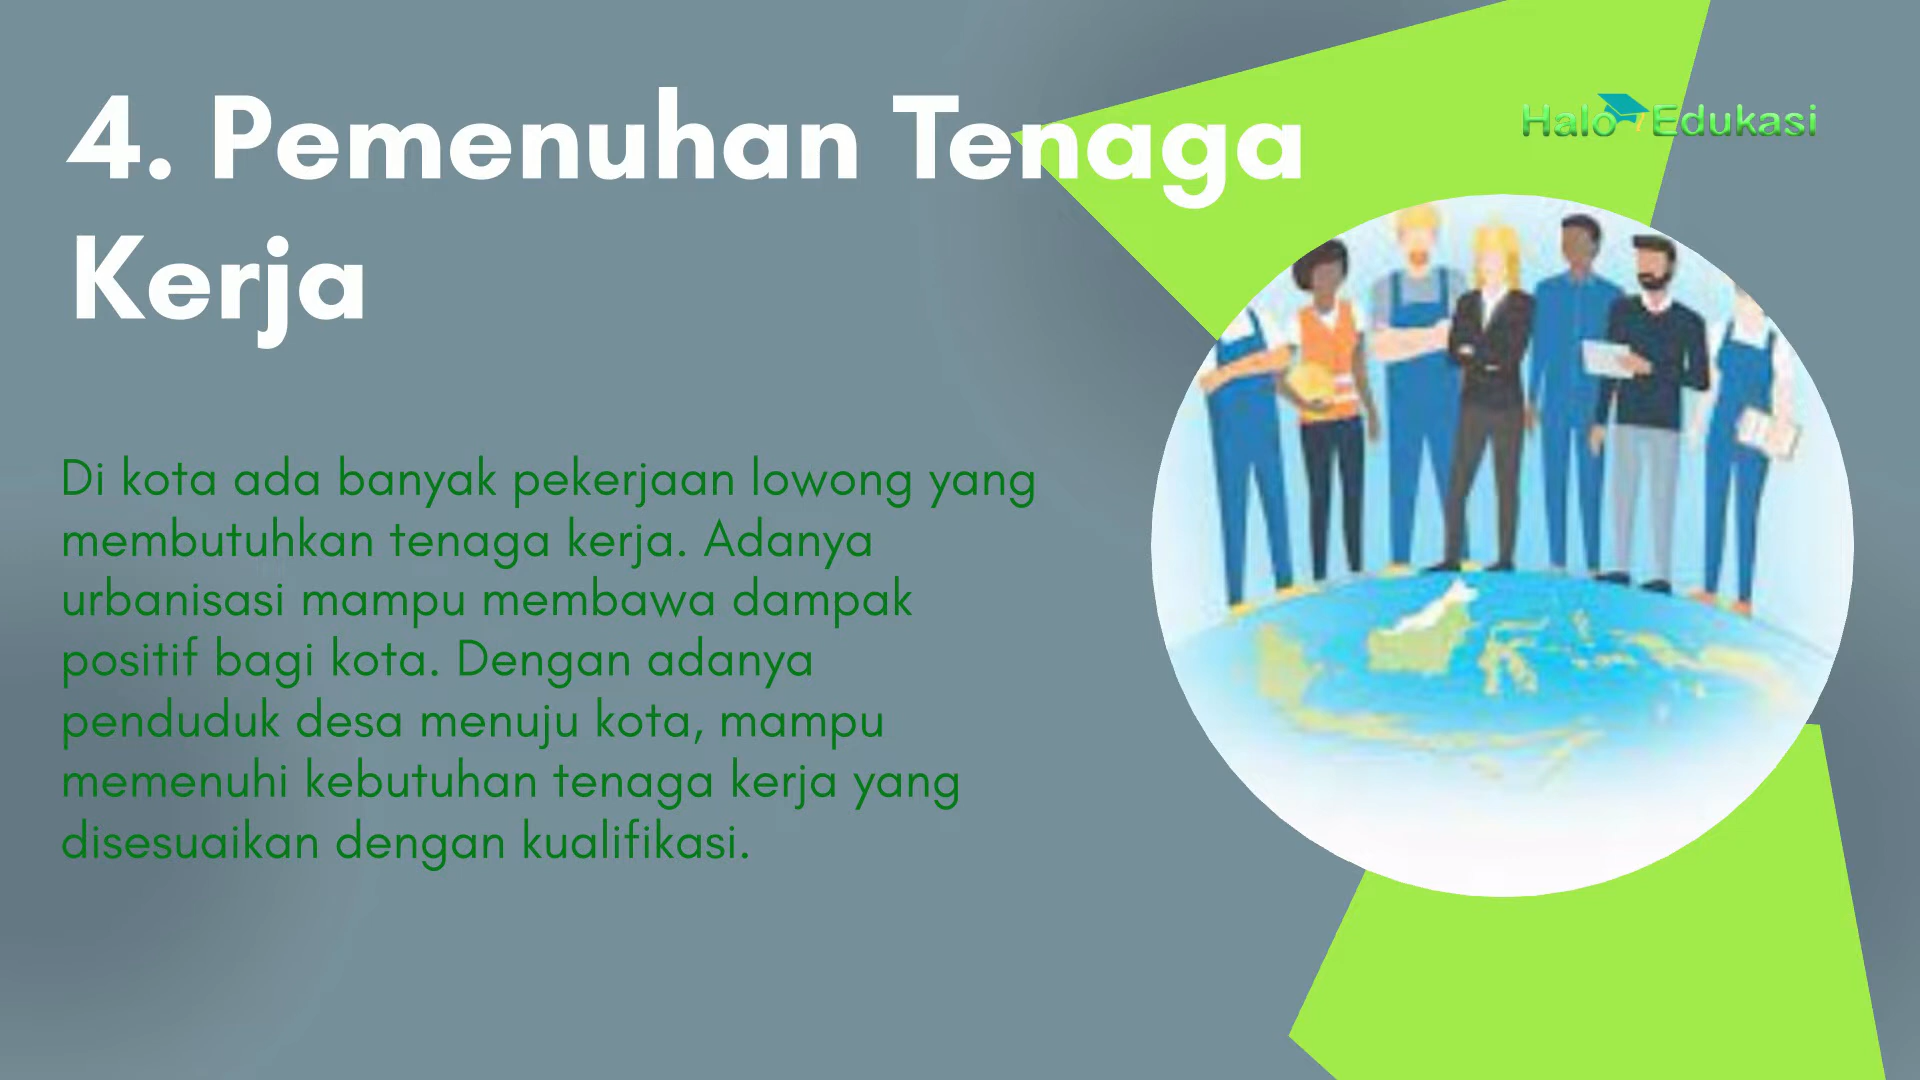 4. Pemenuhan Tenaga
Kerja
Halo Edukasi
Di kota ada banyak pekerjaan lowong yang
membutuhkan tenaga kerja. Adanya
urbanisasi mampu membawa dampak
positif bagi kota. Dengan adanya
penduduk desa menuju kota, mampu
memenuhi kebutuhan tenaga kerja yang
disesuaikan dengan kualifikasi.